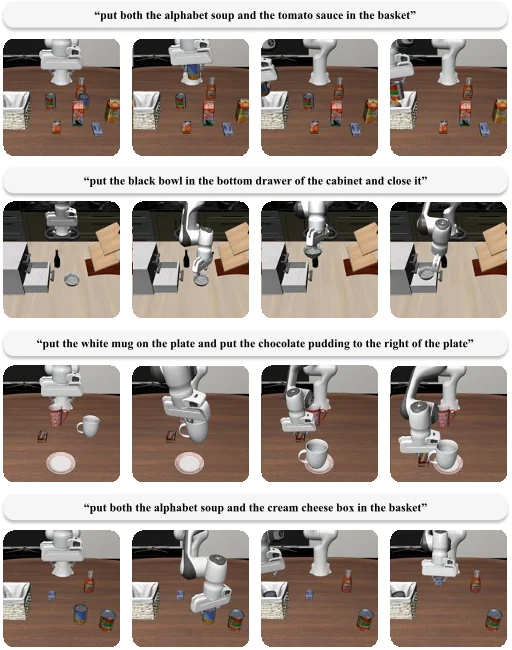 “put both the alphabet soup and the tomato sauce in the basket”
“put the black bowl in the bottom drawer of the cabinet and close it”
“put the white mug on the plate and put the chocolate pudding to the right of the plate”
“put both the alphabet soup and the cream cheese box in the basket”